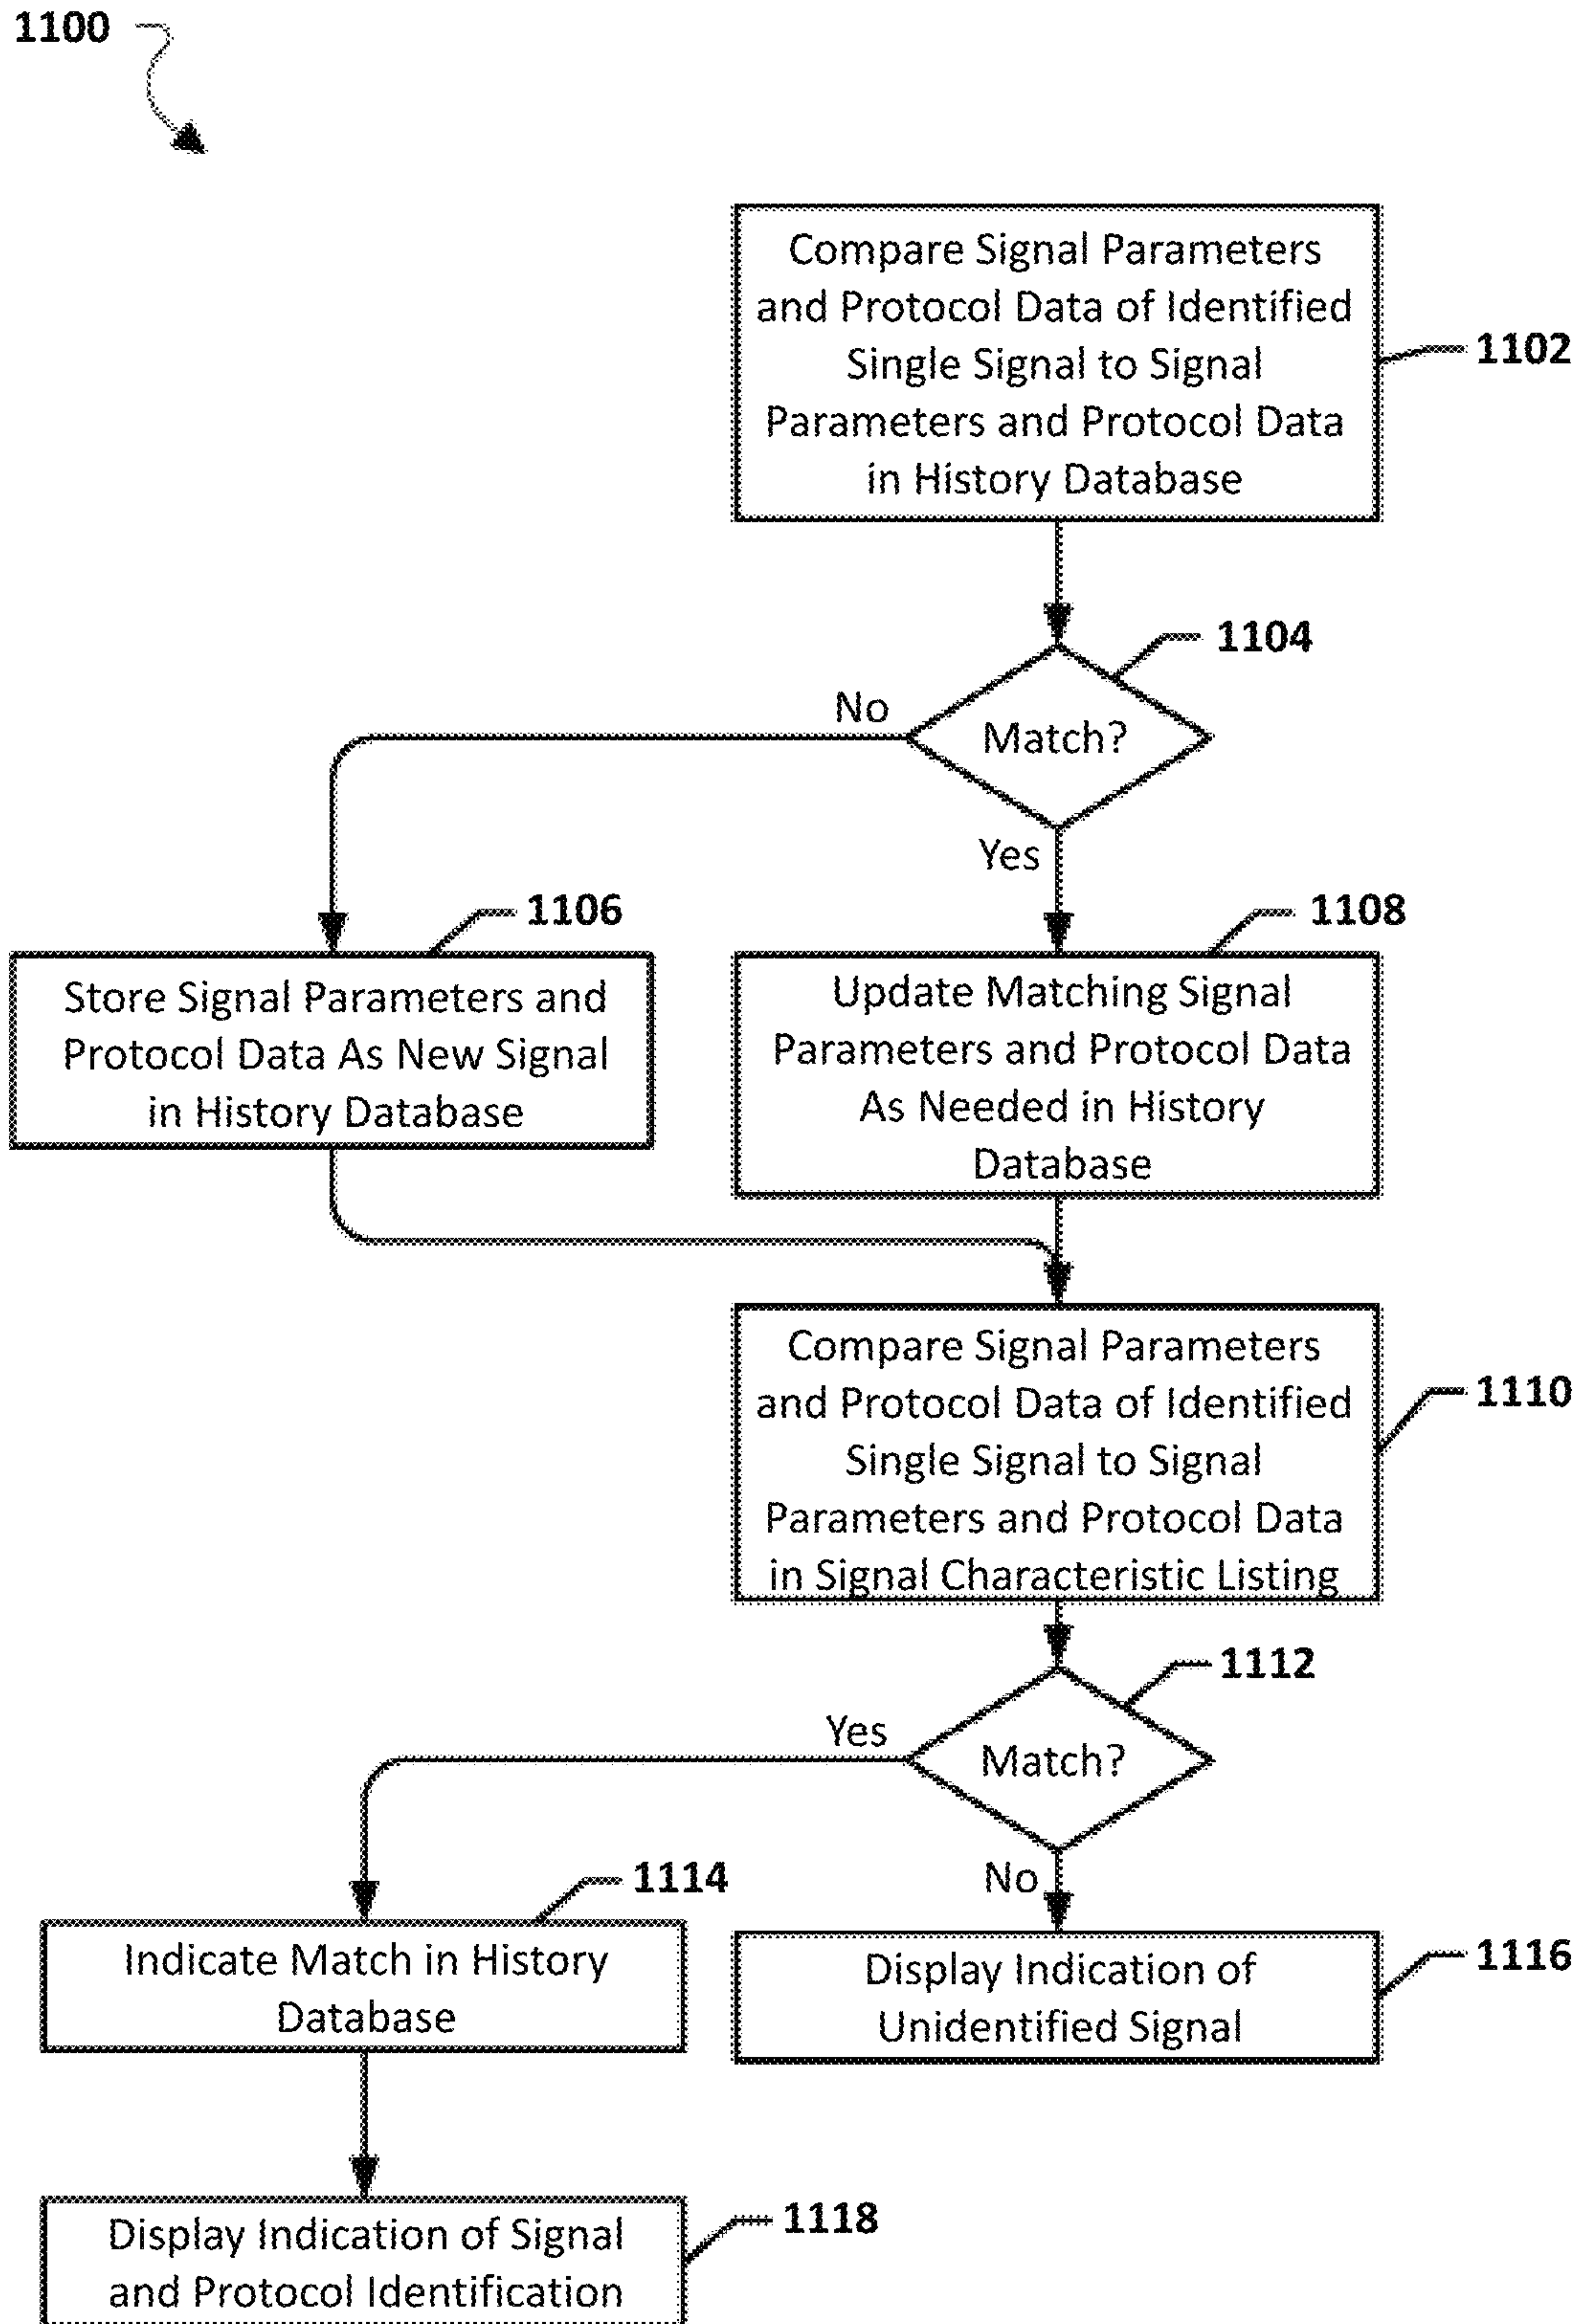 1100
Compare Signal Parameters
and Protocol Data of Identified
Single Signal to Signal
Parameters and Protocol Data
in History Database
1102
1104
Match?
No
Yes
1106
Store Signal Parameters and
Protocol Data As New Signal
in History Database
1108
Update Matching Signal
Parameters and Protocol Data
As Needed in History
Database
Compare Signal Parameters
and Protocol Data of Identified
Single Signal to Signal
Parameters and Protocol Data
in Signal Characteristic Listing
1110
1112
Match?
Yes
No
1114
Indicate Match in History
Database
Display Indication of
Unidentified Signal
1116
Display Indication of Signal
and Protocol Identification
1118